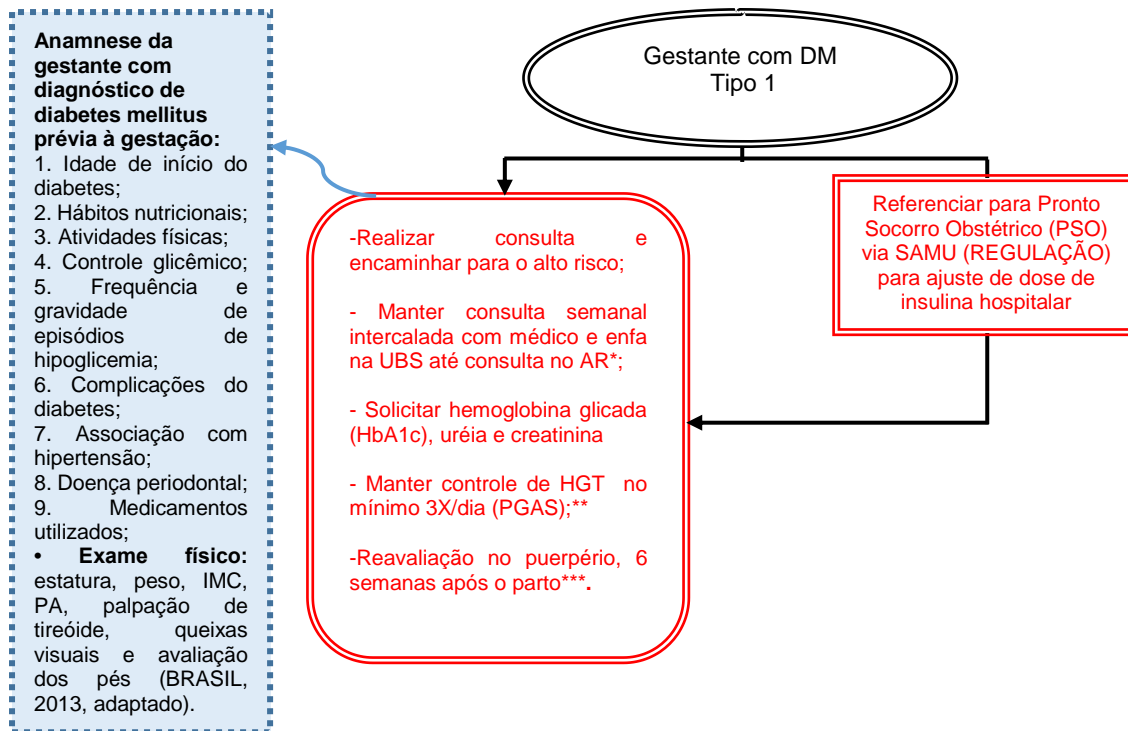 Anamnese da
gestante com
diagnóstico de
diabetes mellitus
prévia à gestação:
1. Idade de início do
diabetes;
2. Hábitos nutricionais;
3. Atividades físicas;
4. Controle glicêmico;
5. Frequência e
gravidade de
episódios de
hipoglicemia;
6. Complicações do
diabetes;
7. Associação com
hipertensão;
8. Doença periodontal;
9. Medicamentos
utilizados;
• Exame físico:
estatura, peso, IMC,
PA, palpação de
tireóide, queixas
visuais e avaliação
dos pés (BRASIL,
2013, adaptado).
Gestante com DM
Tipo 1
-Realizar consulta e
encaminhar para o alto risco;
- Manter consulta semanal
intercalada com médico e enfa
na UBS até consulta no AR*;
- Solicitar hemoglobina glicada
(HbA1c), uréia e creatinina
- Manter controle de HGT no
mínimo 3X/dia (PGAS);**
-Reavaliação no puerpério, 6
semanas após o parto***.
Referenciar para Pronto
Socorro Obstétrico (PSO)
via SAMU (REGULAÇÃO)
para ajuste de dose de
insulina hospitalar